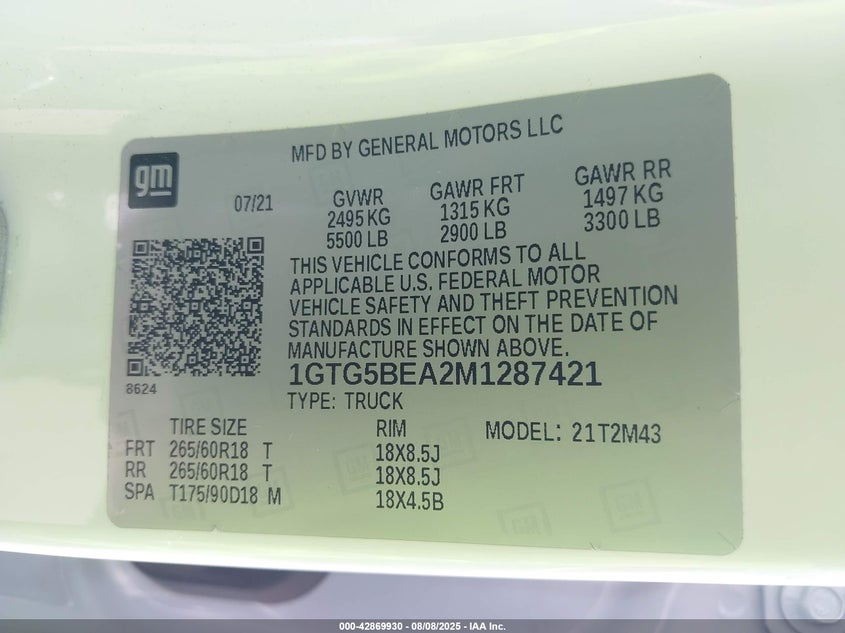 MFD BY GENERAL MOTORS LLC
gm
07/21
GVWR GAWR FRT GAWR RR
2495 KG 1315 KG 1497 KG
5500 LB 2900 LB 3300 LB
THIS VEHICLE CONFORMS TO ALL
APPLICABLE U.S. FEDERAL MOTOR
VEHICLE SAFETY AND THEFT PREVENTION
STANDARDS IN EFFECT ON THE DATE OF
MANUFACTURE SHOWN ABOVE.
8624
1GTG5BEA2M1287421
TYPE: TRUCK
TIRE SIZE RIM MODEL: 21T2M43
FRT 265/60R18 T 18X8.5J
RR 265/60R18 T 18X8.5J
SPA T175/90D18 M 18X4.5B
GM
GM
GM
000-42869930 - 08/08/2025 - IAA Inc.